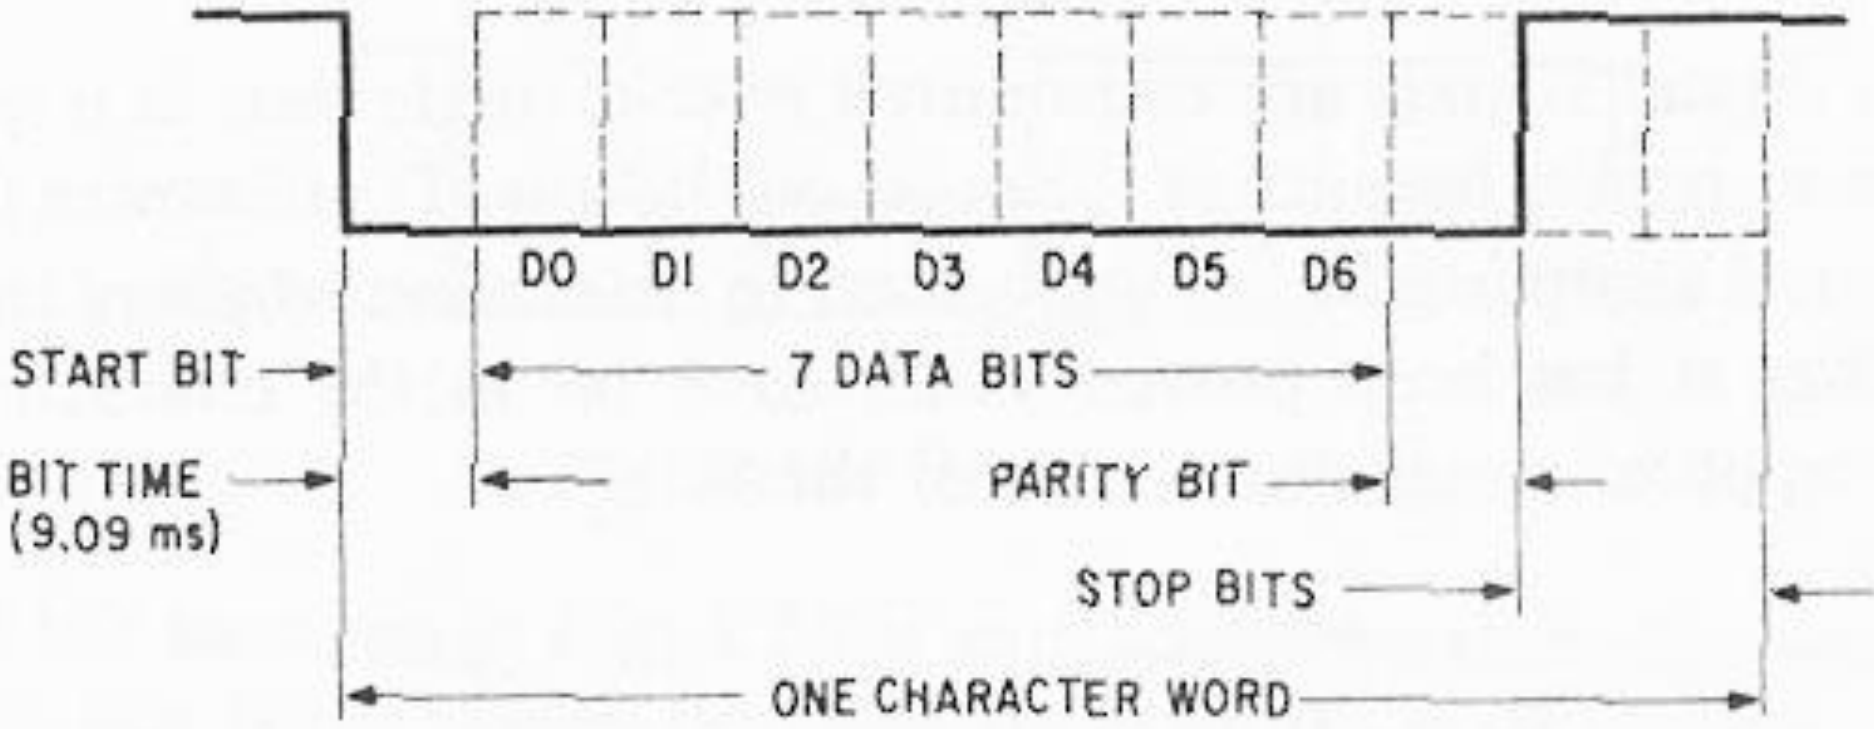 D0 D1 D2 D3 D4 D5 D6
START BIT
7 DATA BITS
BIT TIME
(9.09 ms)
PARITY BIT
STOP BITS
ONE CHARACTER WORD